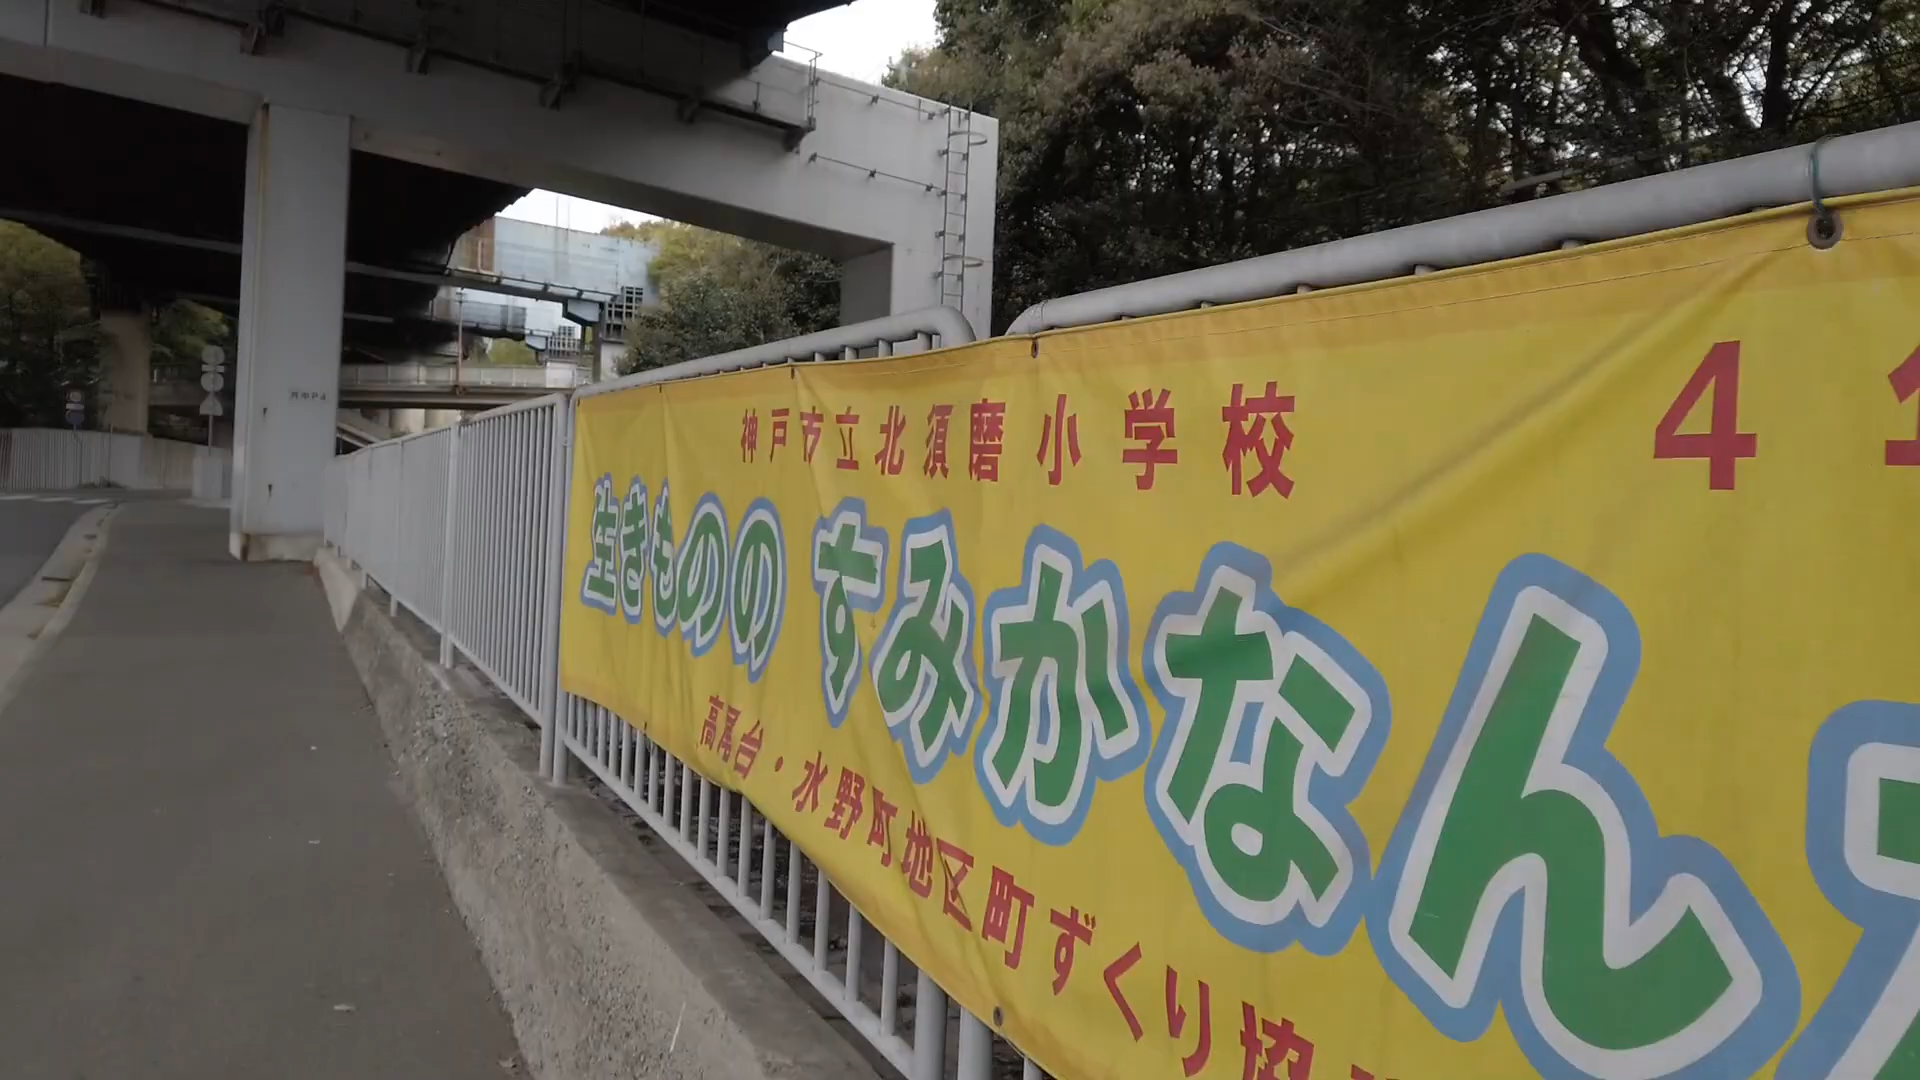 神戸市立北須磨小学校 4
生きものの すみかなん
高尾台・水野町地区町ずくり協